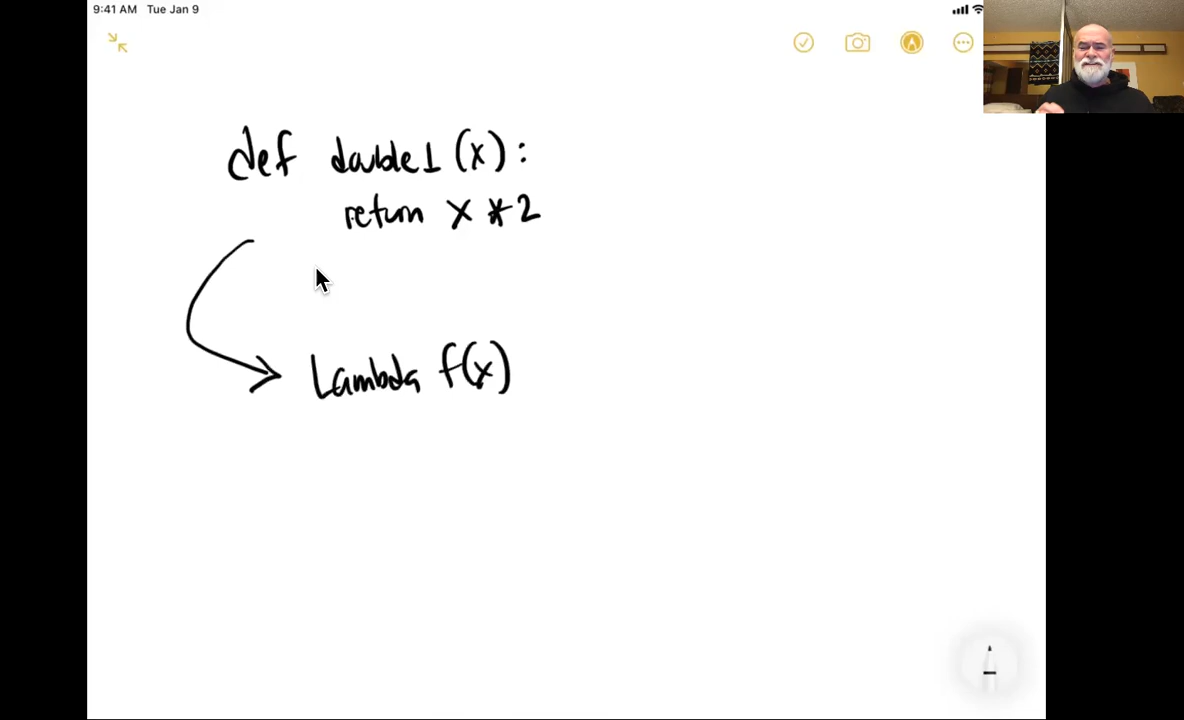 9:41 AM Tue Jan 9
def double1 (x):
return x *2
Lambda f(x)